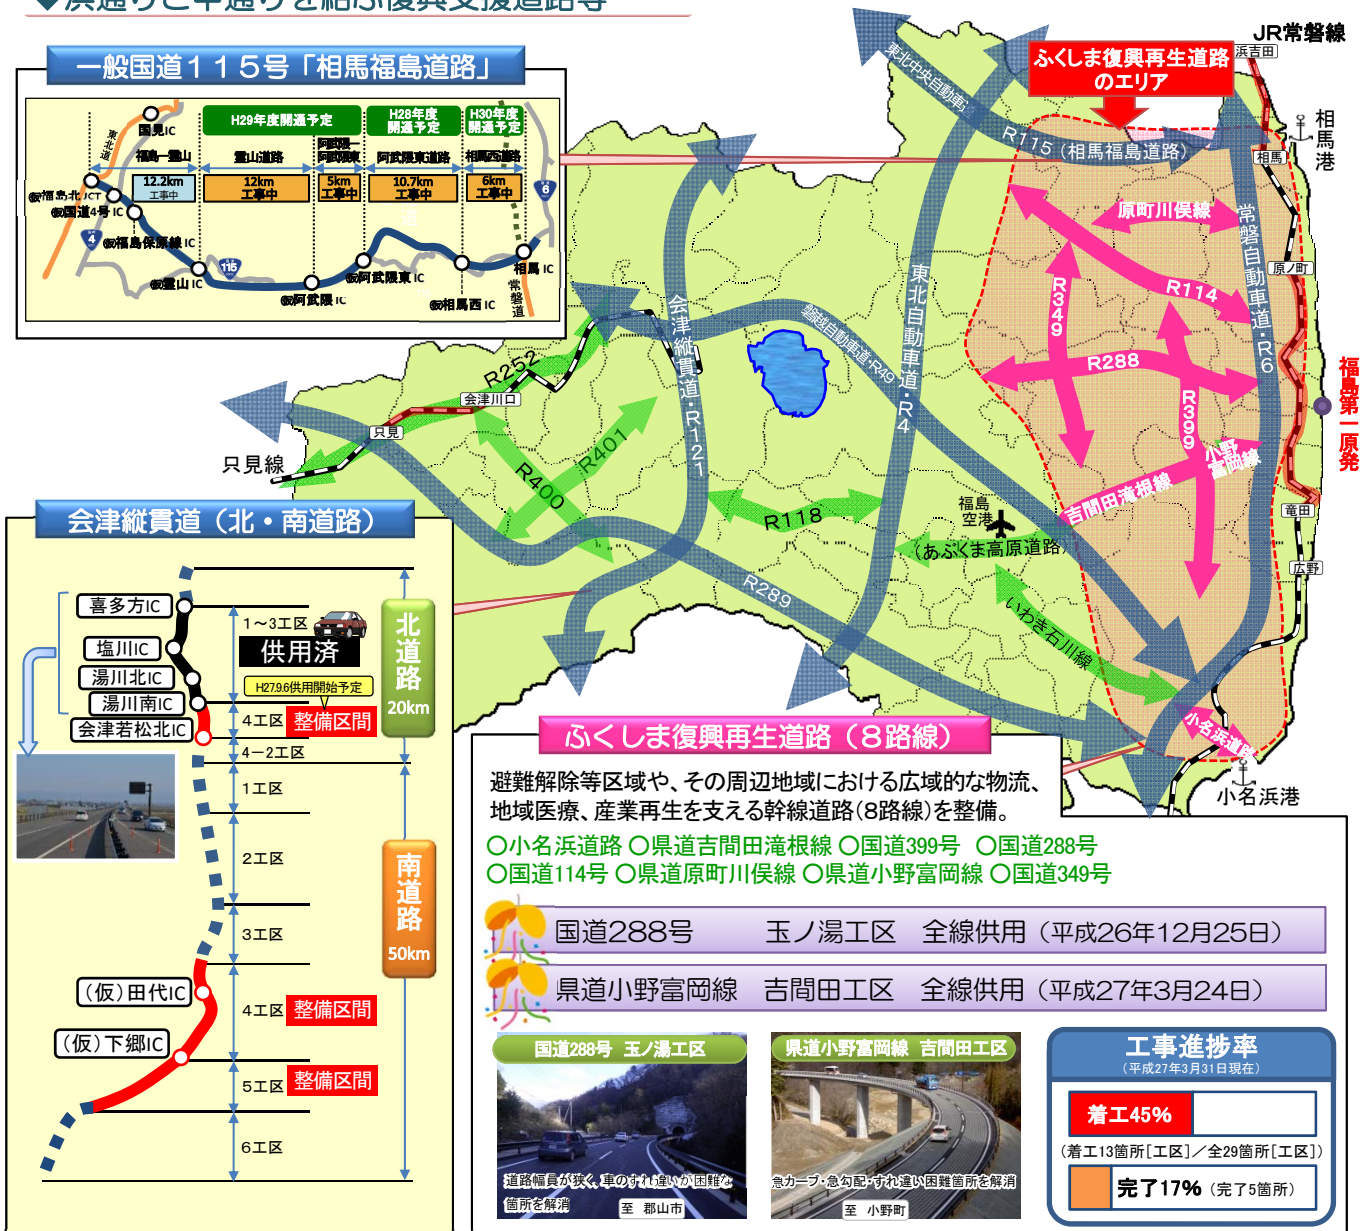 ◆浜通りと中通りを結ぶ復興支援道路等
一般国道115号「相馬福島道路」
H29年度開通予定
H28年度
開通予定
H30年度
開通予定
東北道
国見IC
福島ー霊山
霊山道路
阿武隈ー
阿武隈東
阿武隈東道路
相馬西道路
12.2km
工事中
12km
工事中
5km
工事中
10.7km
工事中
6km
工事中
㋕福島北JCT
㋕国道4号 IC
㋕福島保原線 IC
㋕霊山 IC
㋕阿武隈 IC
㋕阿武隈東 IC
㋕相馬西 IC
相馬 IC
常磐道
4
115
6
JR常磐線
浜吉田
ふくしま復興再生道路
のエリア
相馬港
相馬
原ノ町
福島第一原発
竜田
広野
小名浜港
東北中央自動車道
R115 (相馬福島道路)
原町川俣線
常磐自動車道・R6
R114
R349
R288
R399
小野
富岡線
吉間田滝根線
東北自動車道・R4
磐越自動車道・R49
会津縦貫道・R121
R252
会津川口
只見
只見線
R401
R400
R118
福島
空港
(あぶくま高原道路)
いわき石川線
R289
小名浜道路
会津縦貫道（北・南道路）
喜多方IC
塩川IC
湯川北IC
湯川南IC
会津若松北IC
1～3工区
供用済
H27.9.6供用開始予定
4工区
整備区間
4－2工区
北道路
20km
1工区
2工区
3工区
南道路
50km
(仮)田代IC
4工区
整備区間
(仮)下郷IC
5工区
整備区間
6工区
ふくしま復興再生道路（8路線）
避難解除等区域や、その周辺地域における広域的な物流、
地域医療、産業再生を支える幹線道路(8路線)を整備。
○小名浜道路 ○県道吉間田滝根線 ○国道399号 ○国道288号
○国道114号 ○県道原町川俣線 ○県道小野富岡線 ○国道349号
国道288号　玉ノ湯工区　全線供用（平成26年12月25日）
県道小野富岡線　吉間田工区　全線供用（平成27年3月24日）
国道288号 玉ノ湯工区
道路幅員が狭く、車のすれ違いが困難な
箇所を解消
至 郡山市
県道小野富岡線 吉間田工区
急カーブ・急勾配・すれ違い困難箇所を解消
至 小野町
工事進捗率
(平成27年3月31日現在)
着工45%
(着工13箇所[工区]／全29箇所[工区])
完了17% (完了5箇所)